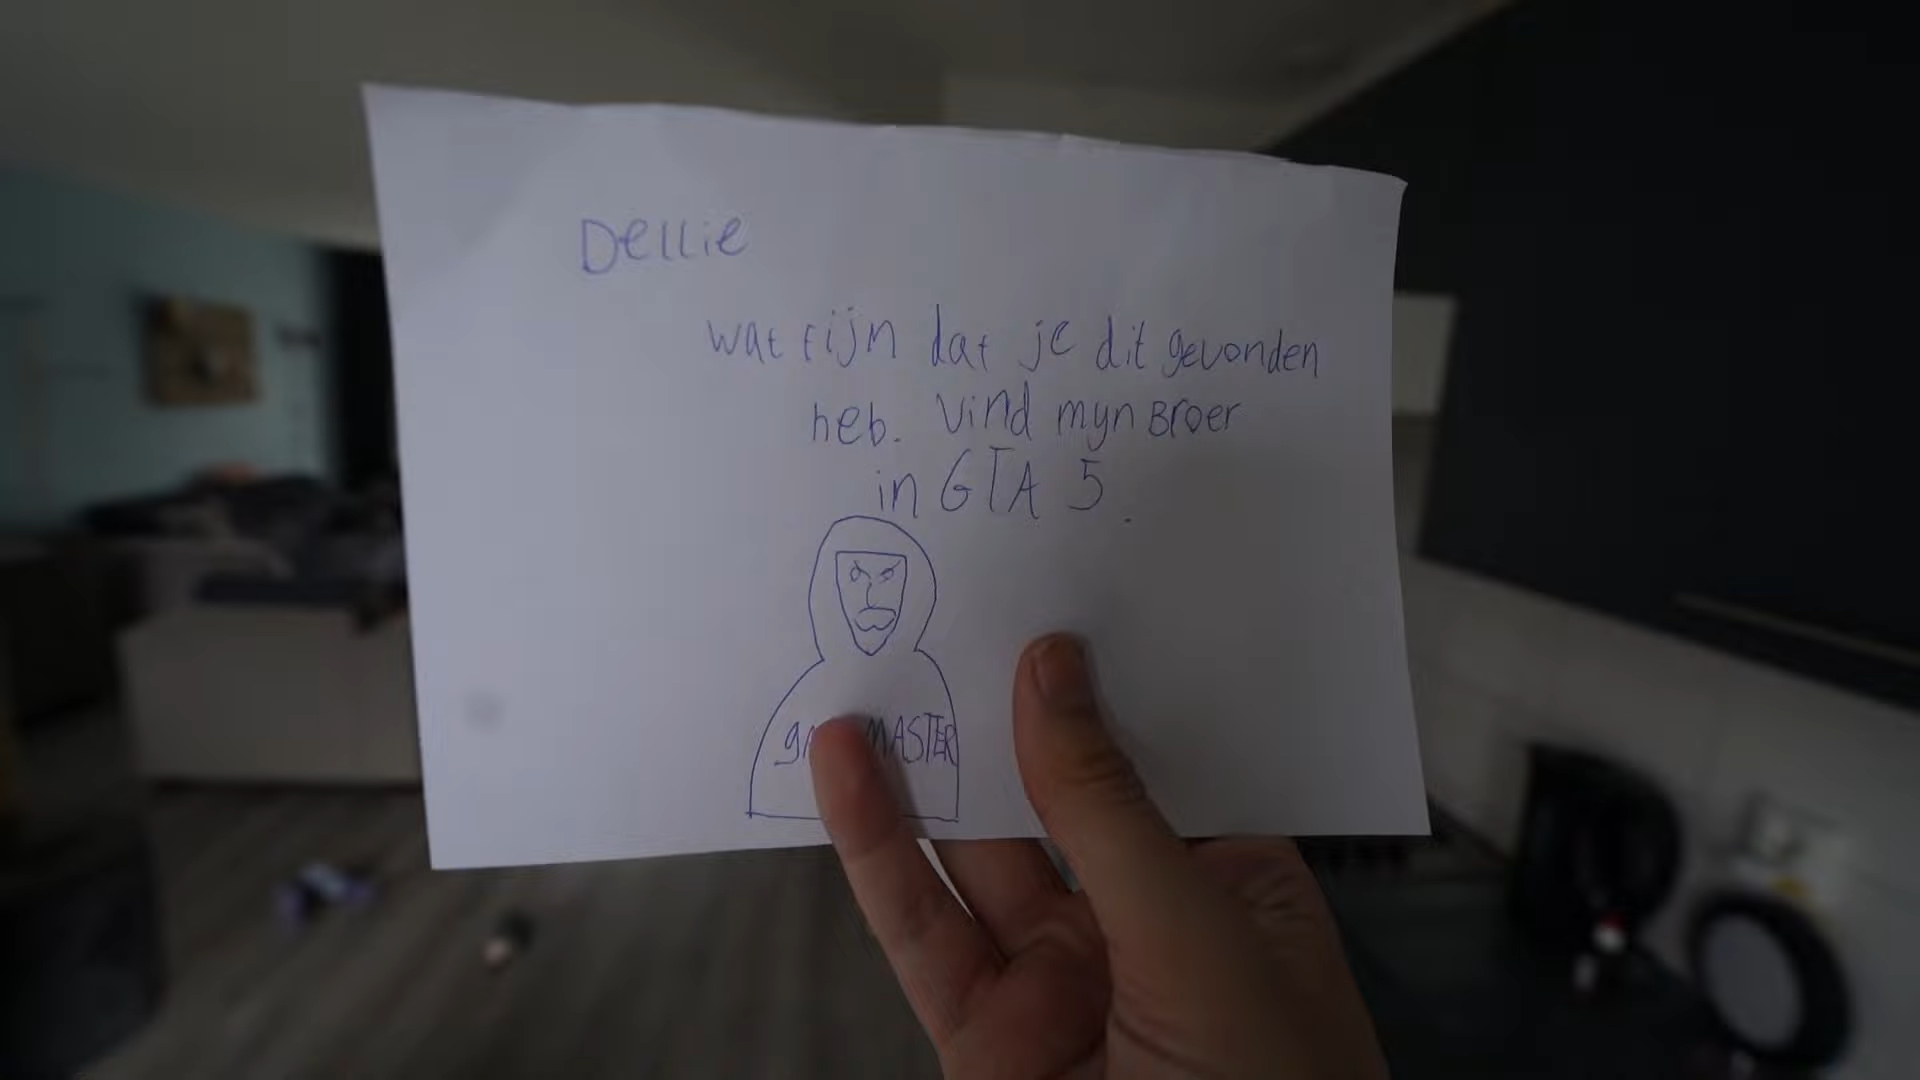 Dellie
wat fijn dat je dit gevonden
heb. Vind myn Broer
in GTA 5.
MASTER